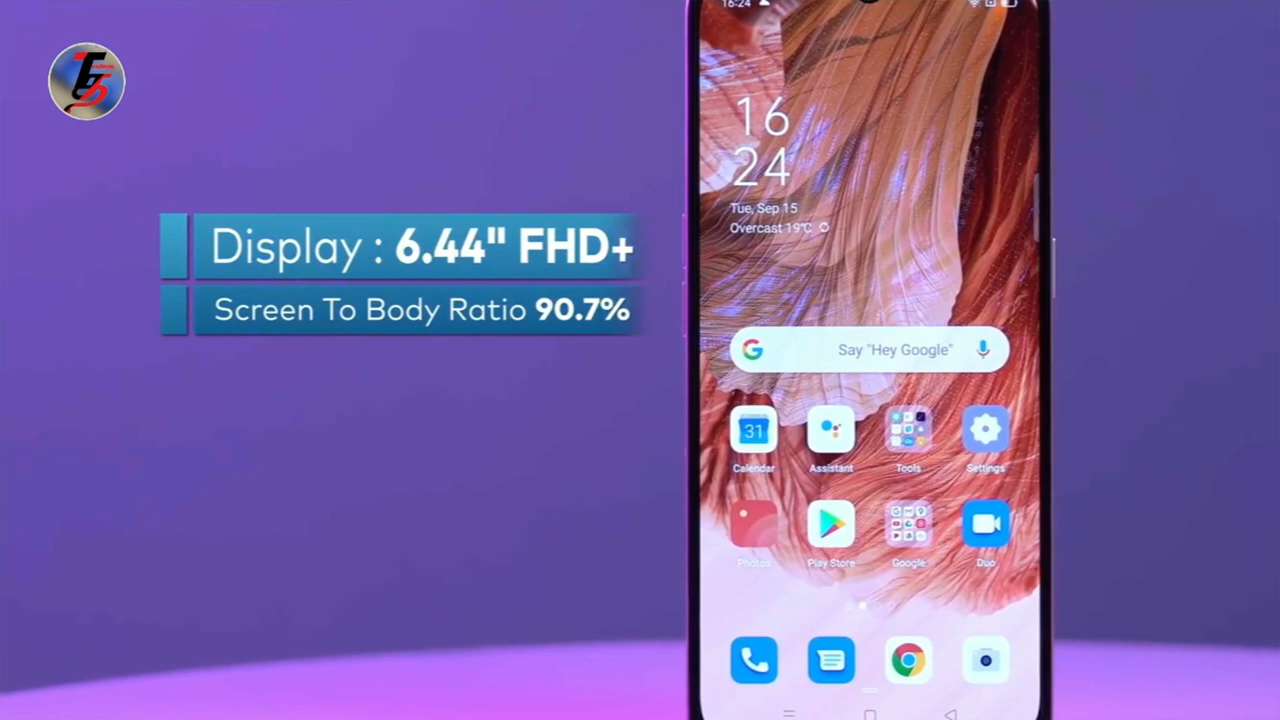 16:24
16
24
Tue, Sep 15
Overcast 19°C
Display : 6.44" FHD+
Screen To Body Ratio 90.7%
Say "Hey Google"
31
Calendar
Assistant
Tools
Settings
Photos
Play Store
Google
Duo